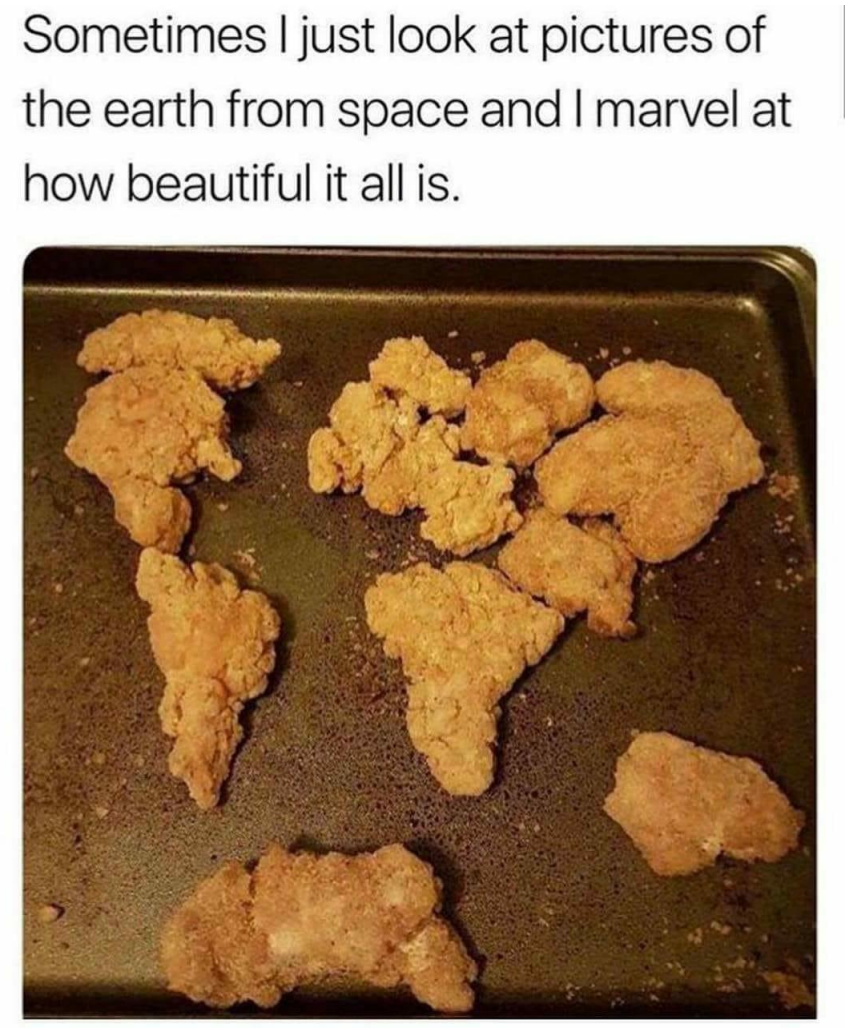 Sometimes I just look at pictures of
the earth from space and I marvel at
how beautiful it all is.